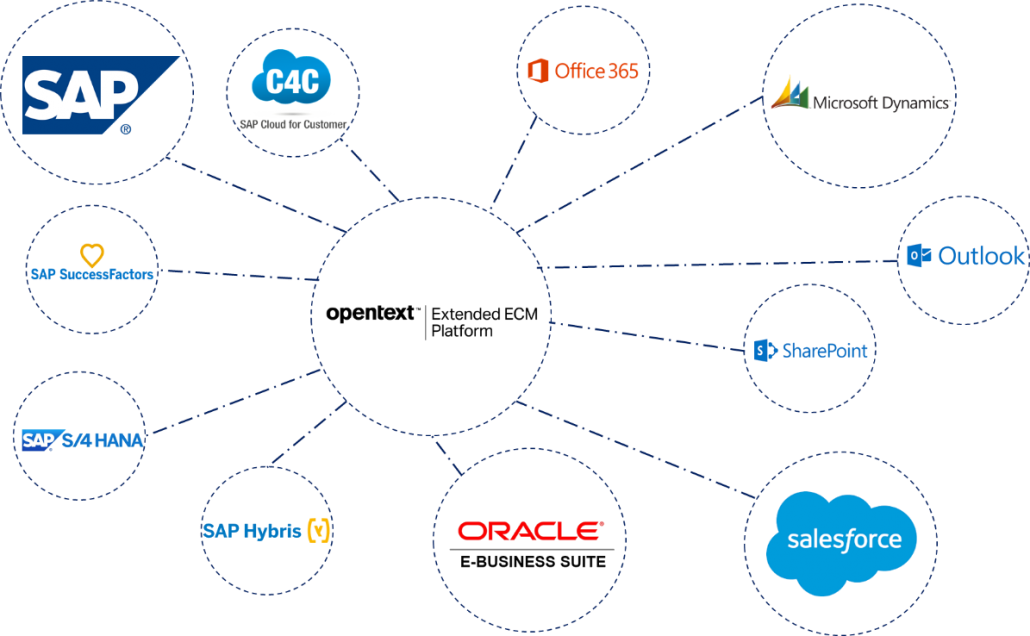 SAP
®
C4C
SAP Cloud for Customer
Office 365
Microsoft Dynamics
SAP SuccessFactors
opentext™
Extended ECM
Platform
Outlook
SharePoint
SAP S/4 HANA
SAP Hybris
ORACLE®
E-BUSINESS SUITE
salesforce